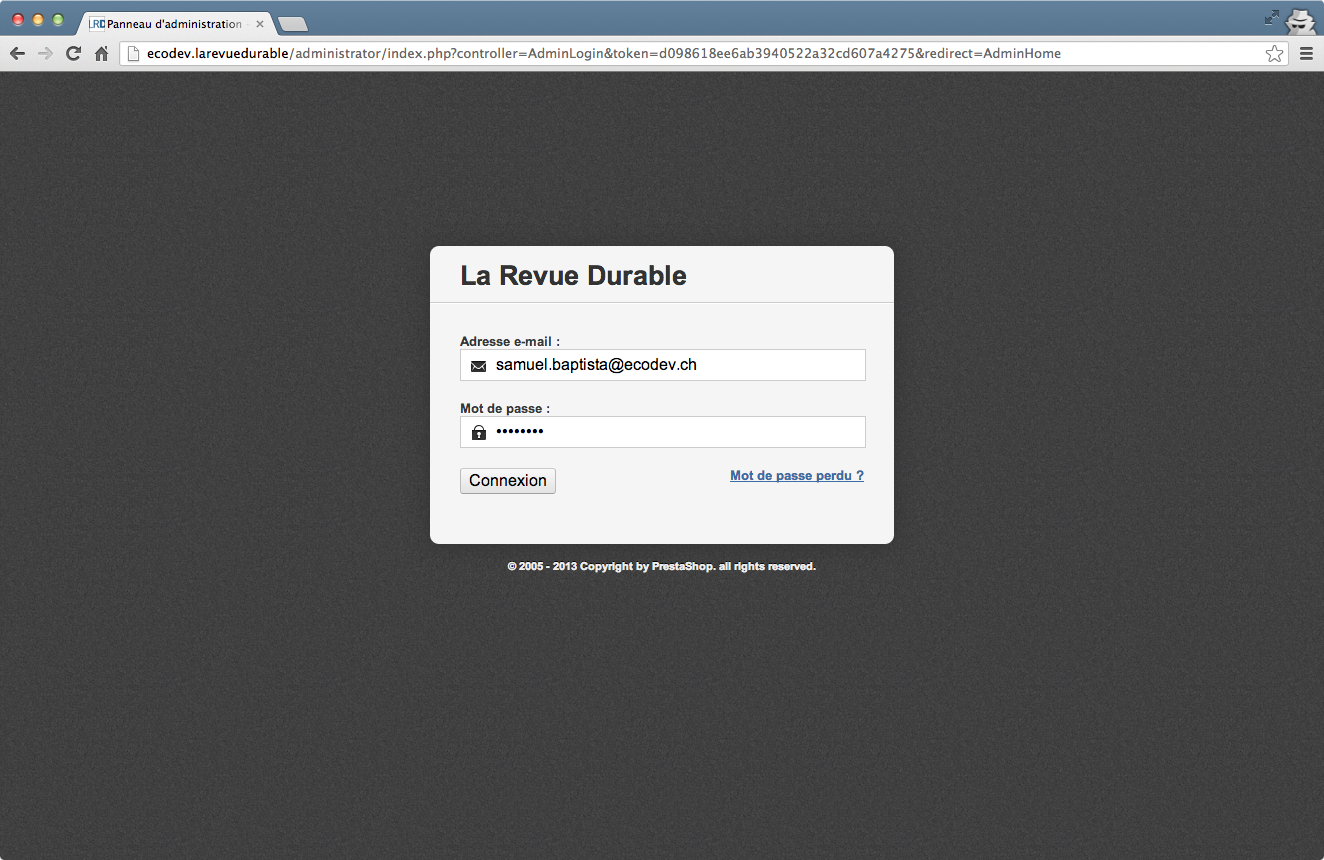 LRD Panneau d'administration
ecodev.larevuedurable/administrator/index.php?controller=AdminLogin&token=d098618ee6ab3940522a32cd607a4275&redirect=AdminHome
La Revue Durable
Adresse e-mail :
samuel.baptista@ecodev.ch
Mot de passe :
••••••••
Connexion
Mot de passe perdu ?
© 2005 - 2013 Copyright by PrestaShop. all rights reserved.